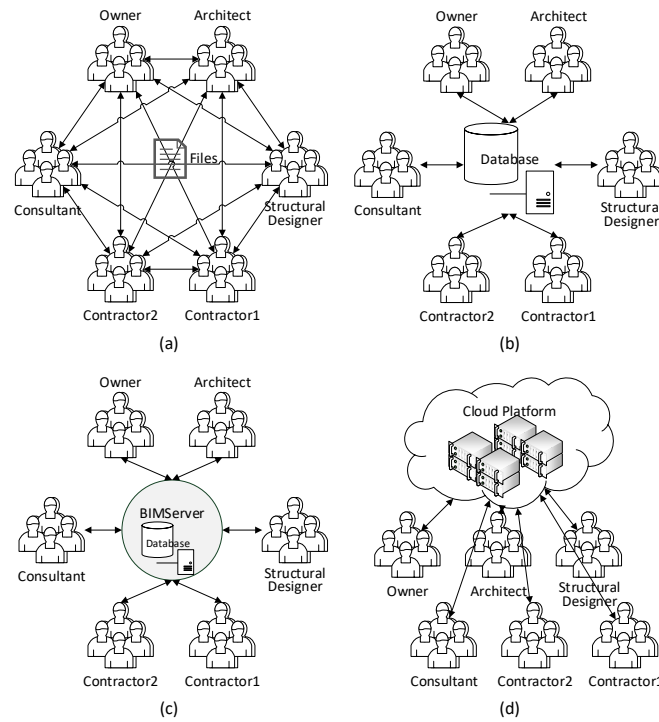 Owner
Architect
Files
Consultant
Structural
Designer
Contractor2
Contractor1
(a)
Owner
Architect
Database
Consultant
Structural
Designer
Contractor2
Contractor1
(b)
Owner
Architect
BIMServer
Database
Consultant
Structural
Designer
Contractor2
Contractor1
(c)
Cloud Platform
Owner
Architect
Structural
Designer
Consultant
Contractor2
Contractor1
(d)